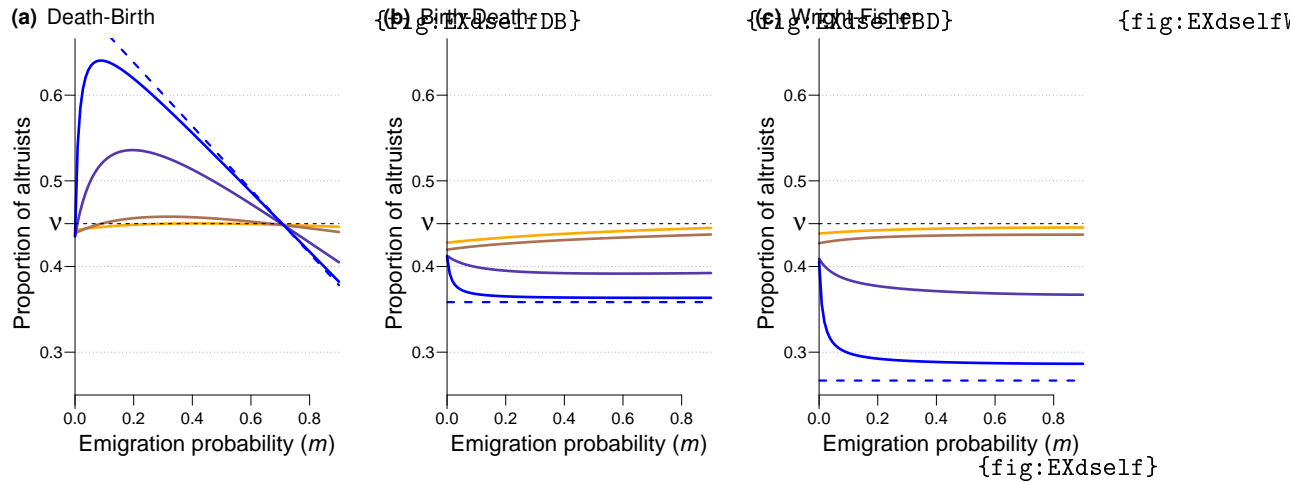 (a) Death-Birth
{fig:EXdselfDB}
(b) Birth-Death
{fig:EXdselfBD}
(c) Wright-Fisher
{fig:EXdselfW
Proportion of altruists
0.6
0.5
ν
0.4
0.3
0.0 0.2 0.4 0.6 0.8
Emigration probability (m)
Proportion of altruists
0.6
0.5
ν
0.4
0.3
0.0 0.2 0.4 0.6 0.8
Emigration probability (m)
Proportion of altruists
0.6
0.5
ν
0.4
0.3
0.0 0.2 0.4 0.6 0.8
Emigration probability (m)
{fig:EXdself}